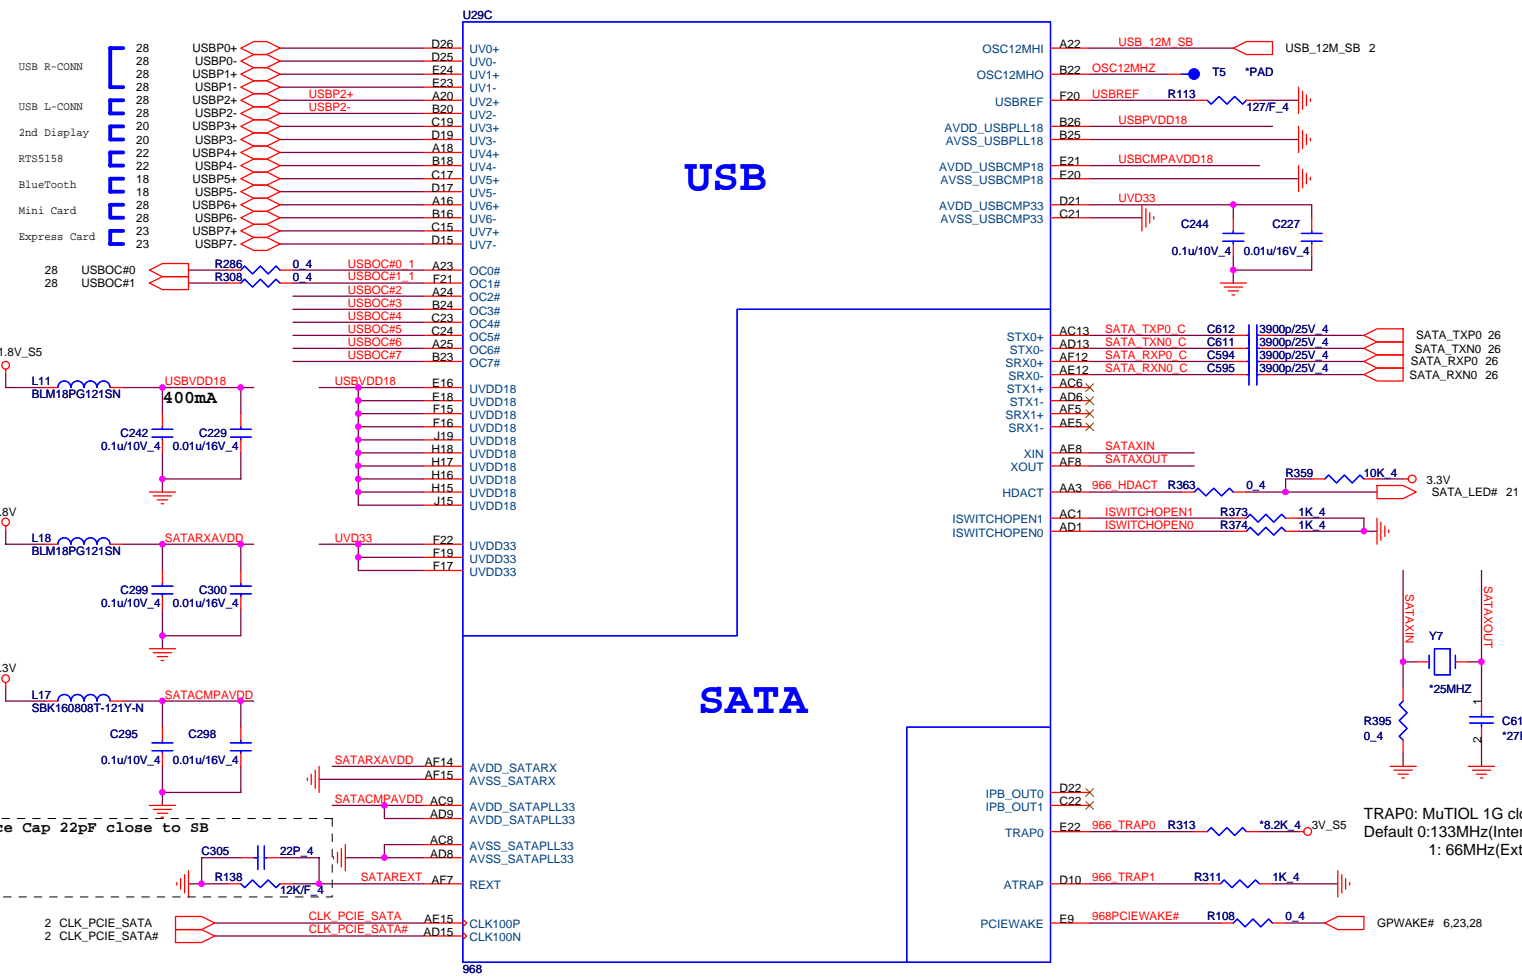 U29C
USB R-CONN
USB L-CONN
2nd Display
RTS5158
BlueTooth
Mini Card
Express Card
28 USBP0+ D26 UV0+
28 USBP0- D25 UV0-
28 USBP1+ E24 UV1+
28 USBP1- E23 UV1-
28 USBP2+ USBP2+ A20 UV2+
28 USBP2- USBP2- B20 UV2-
20 USBP3+ C19 UV3+
20 USBP3- D19 UV3-
22 USBP4+ A18 UV4+
22 USBP4- B18 UV4-
18 USBP5+ C17 UV5+
18 USBP5- D17 UV5-
28 USBP6+ A16 UV6+
28 USBP6- B16 UV6-
23 USBP7+ C15 UV7+
23 USBP7- D15 UV7-
28 USBOC#0 R286 0_4 USBOC#0_1 A23 OC0#
28 USBOC#1 R308 0_4 USBOC#1_1 F21 OC1#
USBOC#2 A24 OC2#
USBOC#3 B24 OC3#
USBOC#4 C23 OC4#
USBOC#5 C24 OC5#
USBOC#6 A25 OC6#
USBOC#7 B23 OC7#
1.8V_S5
L11 USBVDD18
BLM18PG121SN 400mA
C242 C229
0.1u/10V_4 0.01u/16V_4
USBVDD18 E16 UVDD18
E18 UVDD18
F15 UVDD18
F16 UVDD18
J19 UVDD18
H18 UVDD18
H17 UVDD18
H16 UVDD18
H15 UVDD18
J15 UVDD18
.8V
L18 SATARXAVDD
BLM18PG121SN
C299 C300
0.1u/10V_4 0.01u/16V_4
UVD33 F22 UVDD33
F19 UVDD33
F17 UVDD33
.3V
L17 SATACMPAVDD
SBK160808T-121Y-N
C295 C298
0.1u/10V_4 0.01u/16V_4
SATARXAVDD AF14 AVDD_SATARX
AF15 AVSS_SATARX
SATACMPAVDD AC9 AVDD_SATAPLL33
AD9 AVDD_SATAPLL33
AC8 AVSS_SATAPLL33
AD8 AVSS_SATAPLL33
ce Cap 22pF close to SB
C305 22P_4
R138 12K/F_4 SATAREXT AF7 REXT
2 CLK_PCIE_SATA CLK_PCIE_SATA AE15 CLK100P
2 CLK_PCIE_SATA# CLK_PCIE_SATA# AD15 CLK100N
968
USB
SATA
OSC12MHI A22 USB_12M_SB USB_12M_SB 2
OSC12MHO B22 OSC12MHZ T5 *PAD
USBREF F20 USBREF R113 127/F_4
AVDD_USBPLL18 B26 USBPVDD18
AVSS_USBPLL18 B25
AVDD_USBCMP18 E21 USBCMPAVDD18
AVSS_USBCMP18 E20
AVDD_USBCMP33 D21 UVD33
AVSS_USBCMP33 C21
C244 C227
0.1u/10V_4 0.01u/16V_4
STX0+ AC13 SATA_TXP0_C C612 3900p/25V_4 SATA_TXP0 26
STX0- AD13 SATA_TXN0_C C611 3900p/25V_4 SATA_TXN0 26
SRX0+ AF12 SATA_RXP0_C C594 3900p/25V_4 SATA_RXP0 26
SRX0- AE12 SATA_RXN0_C C595 3900p/25V_4 SATA_RXN0 26
STX1+ AC6
STX1- AD6
SRX1+ AF5
SRX1- AE5
XIN AE8 SATAXIN
XOUT AF8 SATAXOUT
R359 10K_4 3.3V
HDACT AA3 966_HDACT R363 0_4 SATA_LED# 21
ISWITCHOPEN1 AC1 ISWITCHOPEN1 R373 1K_4
ISWITCHOPEN0 AD1 ISWITCHOPEN0 R374 1K_4
SATAXIN SATAXOUT
Y7
*25MHZ
R395
0_4
1
2
C61
*27
IPB_OUT0 D22
IPB_OUT1 C22
TRAP0 E22 966_TRAP0 R313 *8.2K_4 3V_S5
TRAP0: MuTIOL 1G clo
Default 0:133MHz(Inter
1: 66MHz(Ext
ATRAP D10 966_TRAP1 R311 1K_4
PCIEWAKE E9 968PCIEWAKE# R108 0_4 GPWAKE# 6,23,28